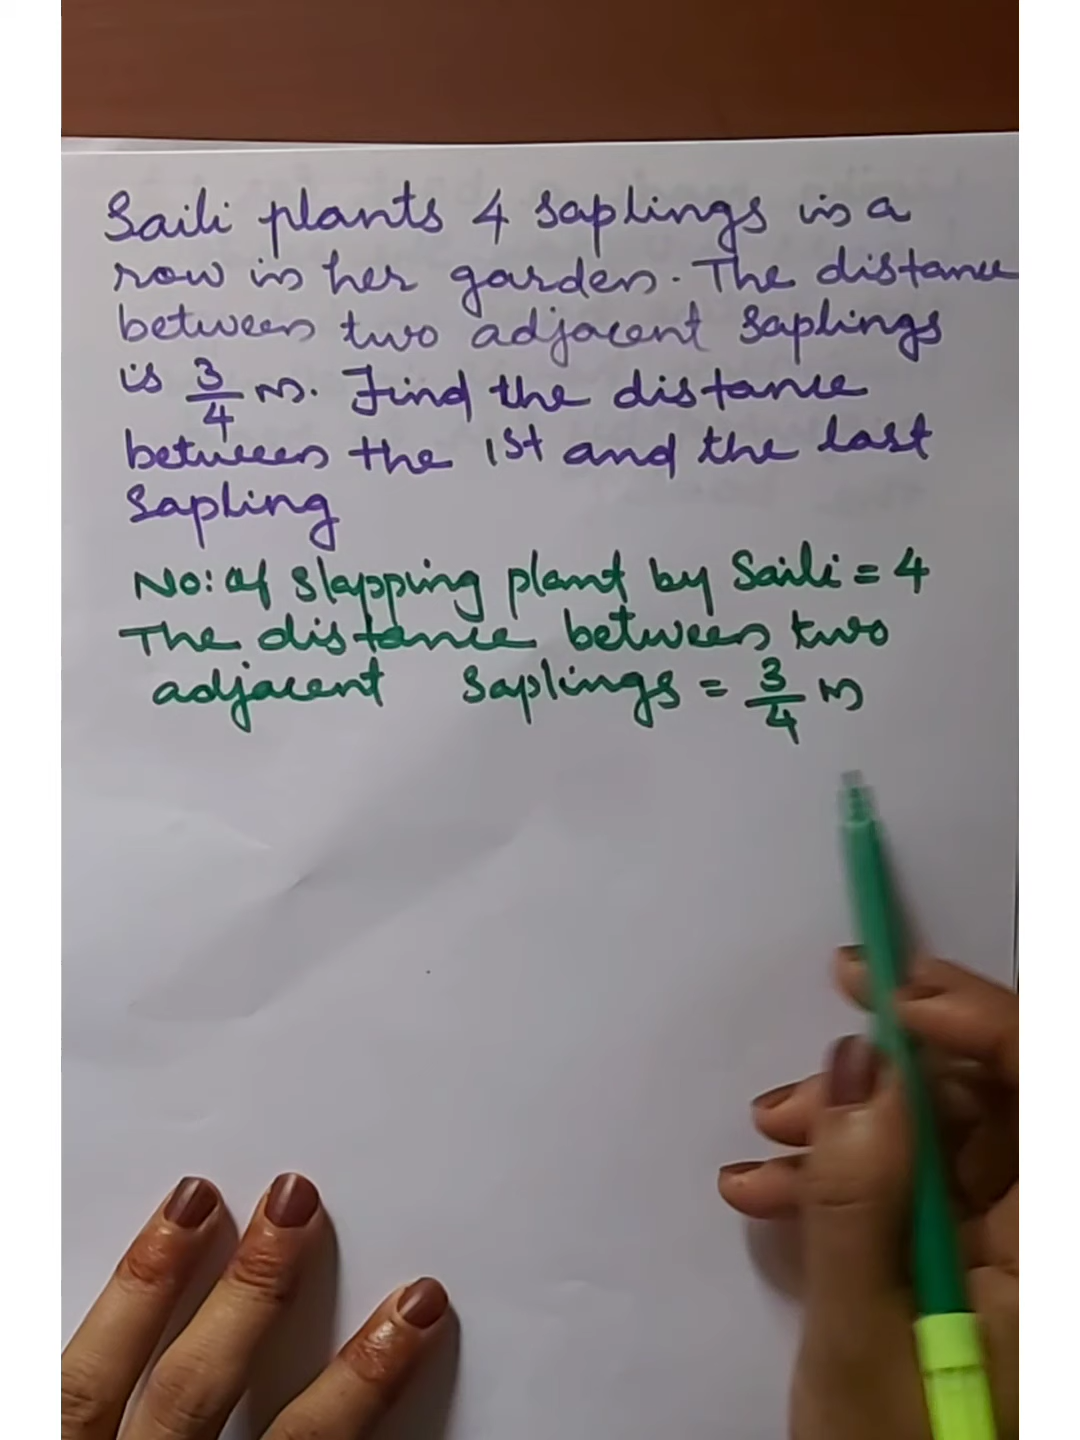 Saili plants 4 saplings in a
row in her garden. The distance
between two adjacent saplings
is 3/4 m. Find the distance
between the 1st and the last
sapling
No: of slapping plant by Saili = 4
The distance between two
adjacent saplings = 3/4 m